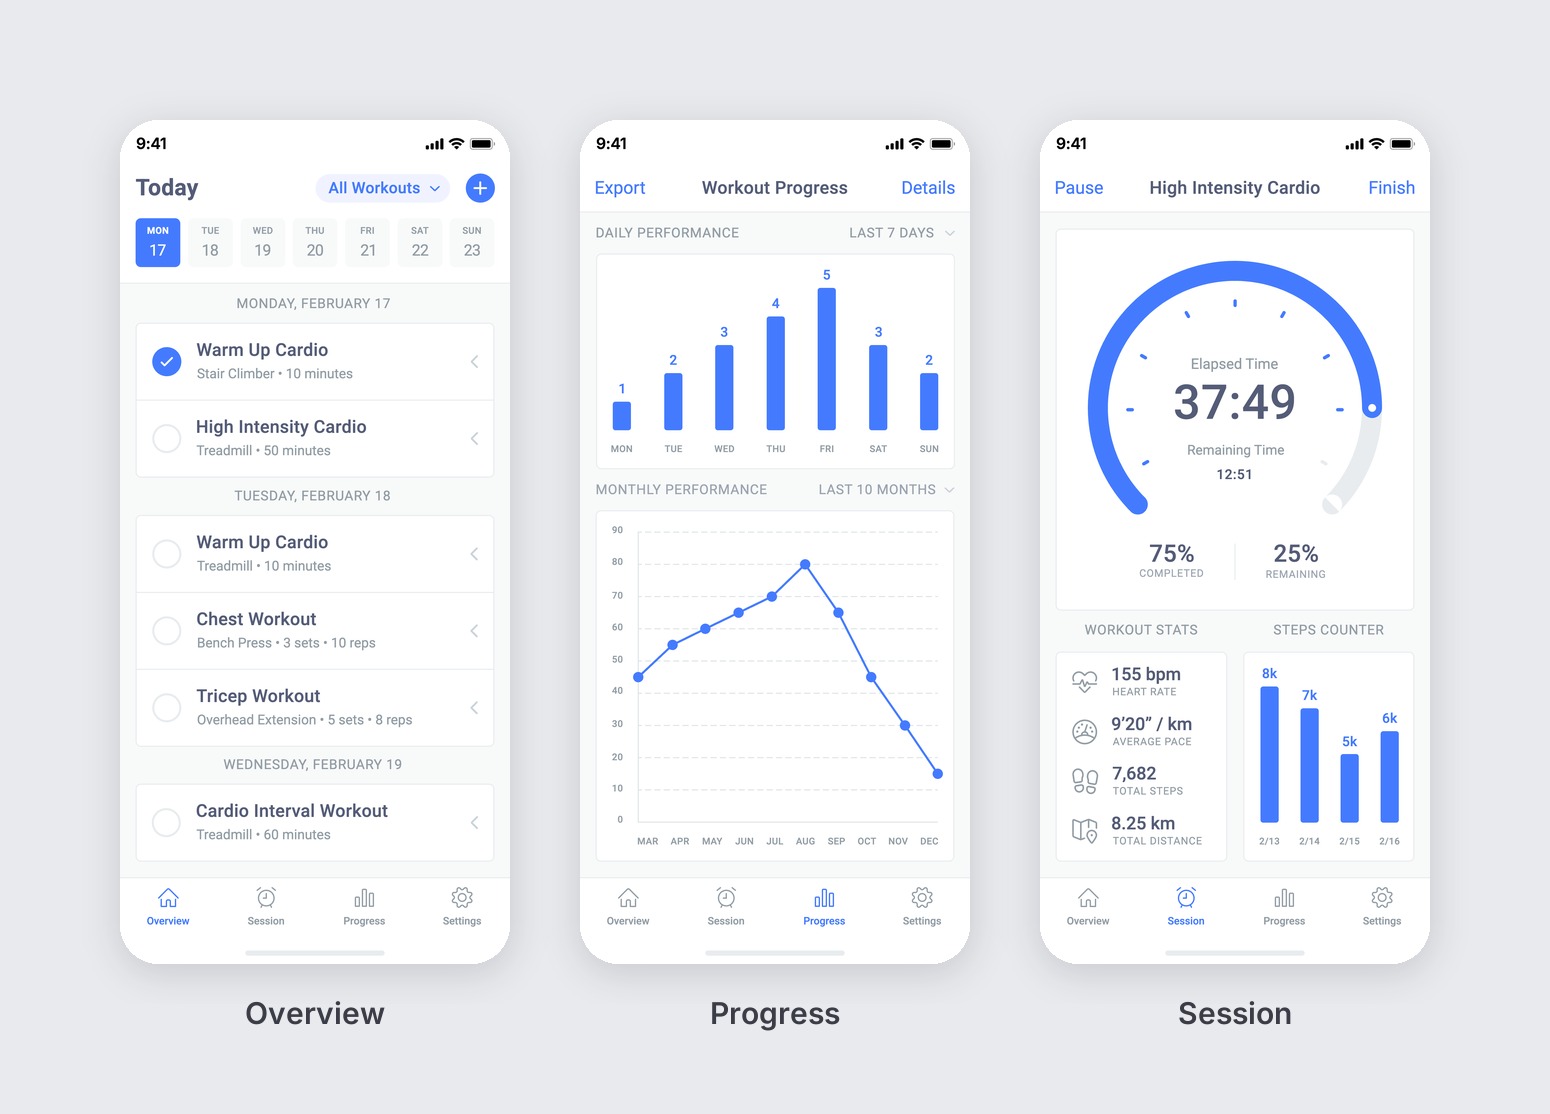 9:41
Today
All Workouts
MON TUE WED THU FRI SAT SUN
17 18 19 20 21 22 23
MONDAY, FEBRUARY 17
Warm Up Cardio
Stair Climber • 10 minutes
High Intensity Cardio
Treadmill • 50 minutes
TUESDAY, FEBRUARY 18
Warm Up Cardio
Treadmill • 10 minutes
Chest Workout
Bench Press • 3 sets • 10 reps
Tricep Workout
Overhead Extension • 5 sets • 8 reps
WEDNESDAY, FEBRUARY 19
Cardio Interval Workout
Treadmill • 60 minutes
Overview Session Progress Settings
Overview
9:41
Export Workout Progress Details
DAILY PERFORMANCE LAST 7 DAYS
1 2 3 4 5 3 2
MON TUE WED THU FRI SAT SUN
MONTHLY PERFORMANCE LAST 10 MONTHS
90
80
70
60
50
40
30
20
10
0
MAR APR MAY JUN JUL AUG SEP OCT NOV DEC
Overview Session Progress Settings
Progress
9:41
Pause High Intensity Cardio Finish
Elapsed Time
37:49
Remaining Time
12:51
75% 25%
COMPLETED REMAINING
WORKOUT STATS
155 bpm
HEART RATE
9’20” / km
AVERAGE PACE
7,682
TOTAL STEPS
8.25 km
TOTAL DISTANCE
STEPS COUNTER
8k 7k 5k 6k
2/13 2/14 2/15 2/16
Overview Session Progress Settings
Session